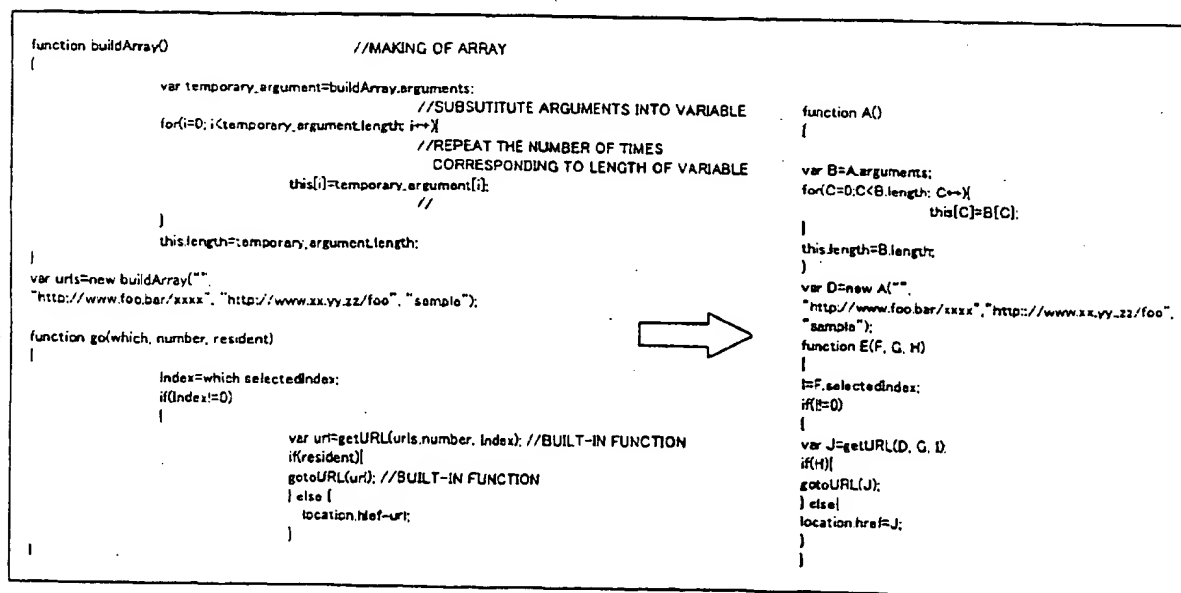 function buildArray() //MAKING OF ARRAY
{
var temporary_argument=buildArray.arguments;
//SUBSUTITUTE ARGUMENTS INTO VARIABLE
for(i=0; i<temporary_argument.length; i++){
//REPEAT THE NUMBER OF TIMES
CORRESPONDING TO LENGTH OF VARIABLE
this[i]=temporary_argument[i];
//
}
this.length=temporary_argument.length;
}
var urls=new buildArray("",
"http://www.foo.bar/xxxx", "http://www.xx.yy.zz/foo", "sample");
function go(which, number, resident)
{
Index=which selectedIndex;
if(Index!=0)
{
var url=getURL(urls,number, Index); //BUILT-IN FUNCTION
if(resident){
gotoURL(url); //BUILT-IN FUNCTION
} else {
location.href=url;
}
}
function A()
{
var B=A.arguments;
for(C=0;C<B.length; C++){
this[C]=B[C];
}
this.length=B.length;
}
var D=new A("",
"http://www.foo.bar/xxxx","http://www.xx,yy_zz/foo",
"sample");
function E(F, G, H)
{
I=F.selectedIndex;
if(I!=0)
{
var J=getURL(D, G, I);
if(H){
gotoURL(J);
} else{
location.href=J;
}
}